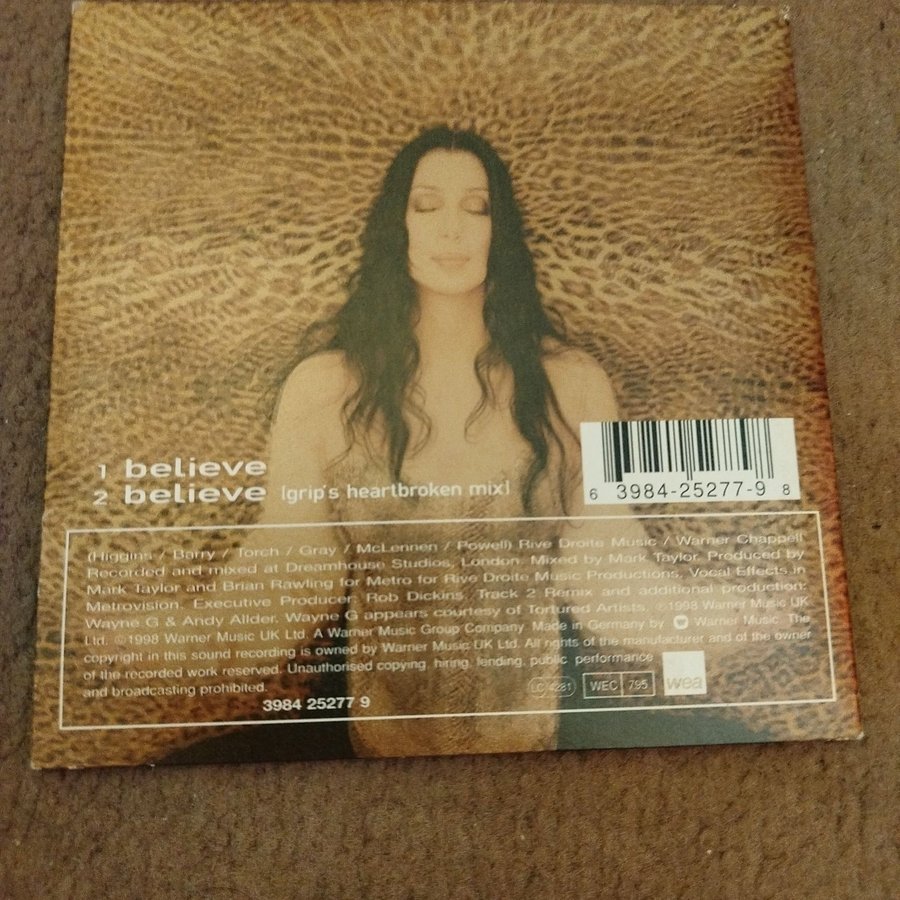 1 believe
2 believe [grip's heartbroken mix]
6 3984-25277-9 8
(Higgins / Barry / Torch / Gray / McLennen / Powell) Rive Droite Music / Warner Chappell
Recorded and mixed at Dreamhouse Studios, London. Mixed by Mark Taylor. Produced by
Mark Taylor and Brian Rawling for Metro for Rive Droite Music Productions, Vocal Effects in
Metrovision. Executive Producer: Rob Dickins. Track 2 Remix and additional production:
Wayne G & Andy Allder. Wayne G appears courtesy of Tortured Artists. ℗1998 Warner Music UK
Ltd. ©1998 Warner Music UK Ltd. A Warner Music Group Company. Made in Germany by Warner Music. The
copyright in this sound recording is owned by Warner Music UK Ltd. All rights of the manufacturer and of the owner
of the recorded work reserved. Unauthorised copying, hiring, lending, public performance
and broadcasting prohibited.
3984 25277 9
LC 4281
WEC 795
wea